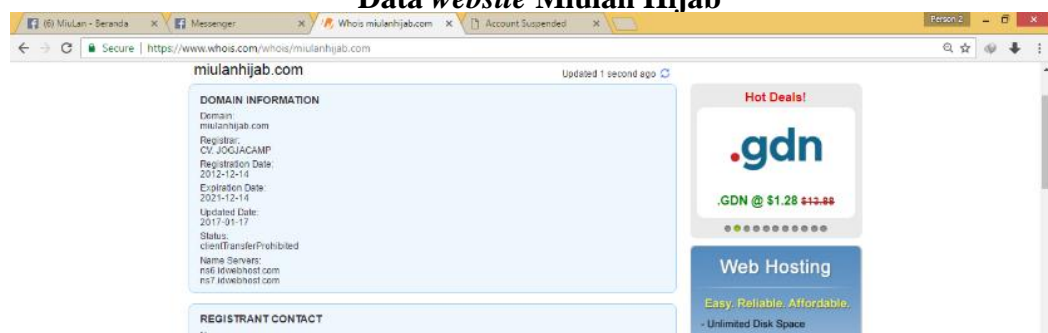 Data website Miulan Hijab
(6) MiuLan - Beranda
Messenger
Whois miulanhijab.com
Account Suspended
Person 2
Secure | https://www.whois.com/whois/miulanhijab.com
miulanhijab.com
Updated 1 second ago
DOMAIN INFORMATION
Domain:
miulanhijab.com
Registrar:
CV. JOGJACAMP
Registration Date:
2012-12-14
Expiration Date:
2021-12-14
Updated Date:
2017-01-17
Status:
clientTransferProhibited
Name Servers:
ns6.idwebhost.com
ns7.idwebhost.com
REGISTRANT CONTACT
Hot Deals!
.gdn
.GDN @ $1.28 $13.88
Web Hosting
Easy. Reliable. Affordable.
- Unlimited Disk Space